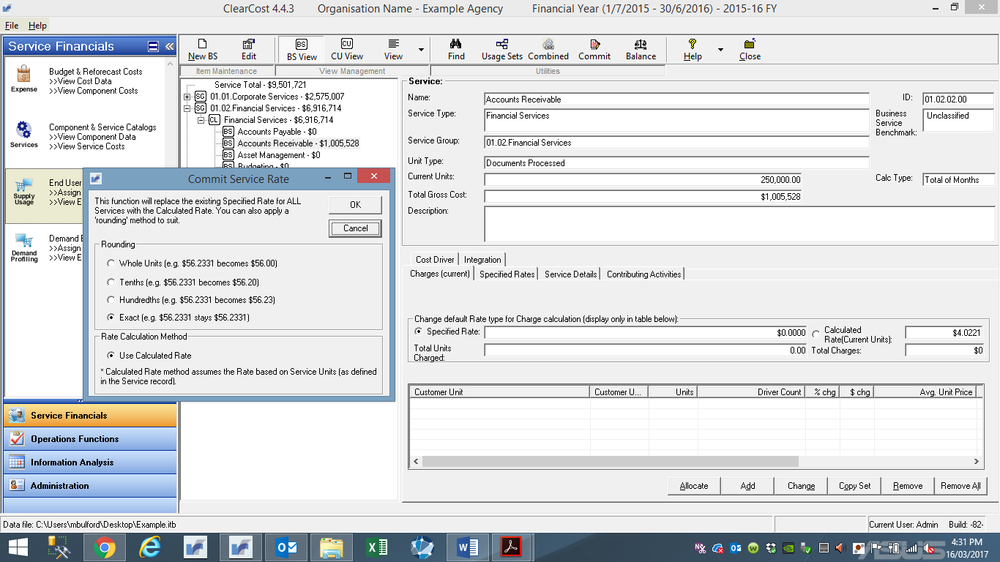 ClearCost 4.4.3 Organisation Name - Example Agency Financial Year (1/7/2015 - 30/6/2016) - 2015-16 FY
File Help
Service Financials
New BS Edit BS BS View CU CU View View Find Usage Sets Combined Commit Balance Help Close
Item Maintenance View Management Utilities
Expense
Budget & Reforecast Costs
>>View Cost Data
>>View Component Costs
Services
Component & Service Catalogs
>>View Component Data
>>View Service Costs
Supply
Usage
End User
>>Assign
>>View E
Demand
Profiling
Demand E
>>Assign
>>View E
Service Financials
Operations Functions
Information Analysis
Administration
Service Total - $9,501,721
SG 01.01.Corporate Services - $2,575,007
SG 01.02.Financial Services - $6,916,714
CL Financial Services - $6,916,714
BS Accounts Payable - $0
BS Accounts Receivable - $1,005,528
BS Asset Management - $0
BS Budgeting - $0
Commit Service Rate
This function will replace the existing Specified Rate for ALL
Services with the Calculated Rate. You can also apply a
'rounding' method to suit.
OK
Cancel
Rounding
Whole Units (e.g. $56.2331 becomes $56.00)
Tenths (e.g. $56.2331 becomes $56.20)
Hundredths (e.g. $56.2331 becomes $56.23)
Exact (e.g. $56.2331 stays $56.2331)
Rate Calculation Method
Use Calculated Rate
* Calculated Rate method assumes the Rate based on Service Units (as defined
in the Service record).
Service:
Name: Accounts Receivable ID: 01.02.02.00
Service Type: Financial Services
Business
Service
Benchmark:
Unclassified
Service Group: 01.02.Financial Services
Unit Type: Documents Processed
Current Units: 250,000.00 Calc Type: Total of Months
Total Gross Cost: $1,005,528
Description:
Cost Driver Integration
Charges (current) Specified Rates Service Details Contributing Activities
Change default Rate type for Charge calculation (display only in table below):
Specified Rate: $0.0000
Calculated
Rate(Current Units):
$4.0221
Total Units
Charged:
0.00 Total Charges: $0
Customer Unit Customer U... Units Driver Count % chg $ chg Avg. Unit Price
Allocate Add Change Copy Set Remove Remove All
Data file: C:\Users\mbulford\Desktop\Example.itb Current User: Admin Build: -82-
4:31 PM
16/03/2017
ASUS